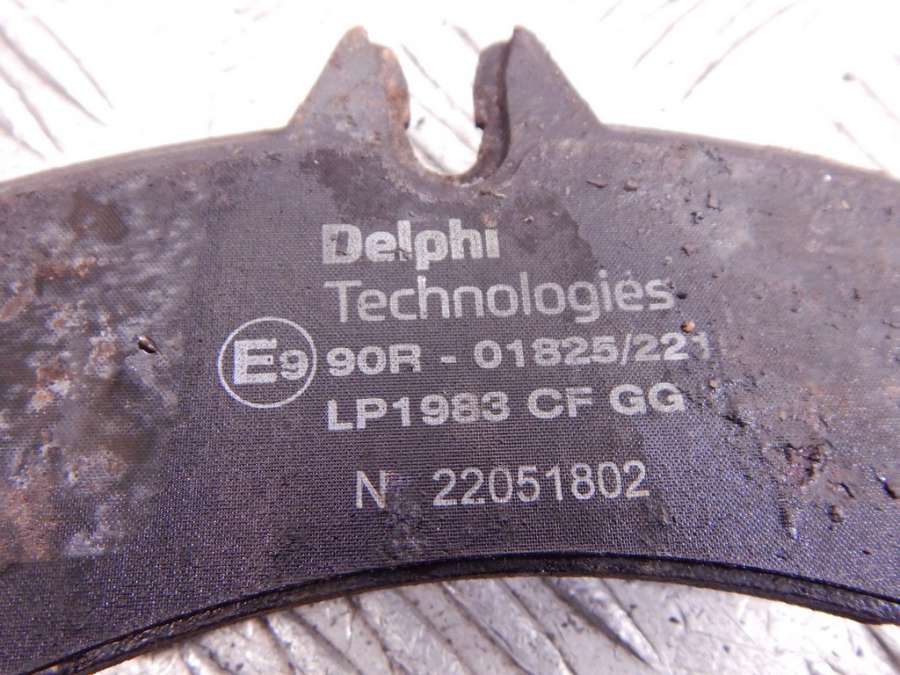 Delphi
Technologies
E9 90R - 01825/221
LP1983 CF GG
N 22051802